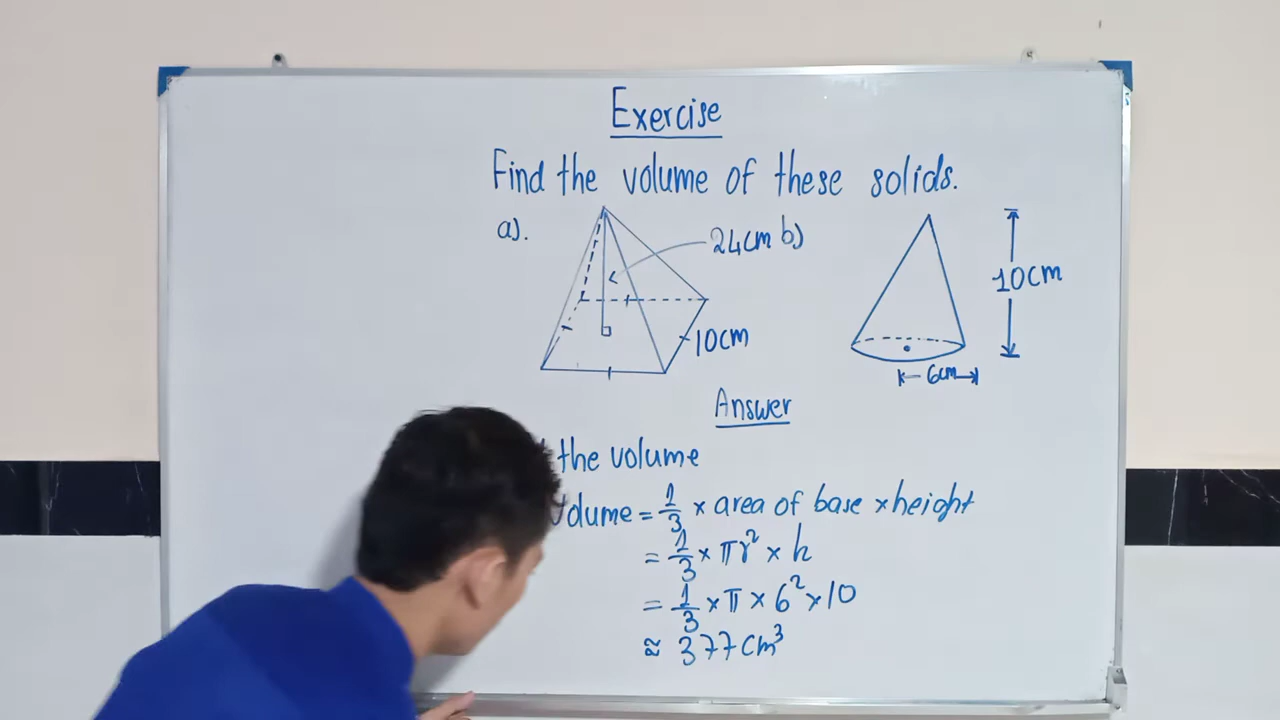 Exercise
Find the volume of these solids.
a). 24cm b)
10cm
10cm
6cm
Answer
the volume
= 1/3 × area of base × height
= 1/3 × πr² × h
= 1/3 × π × 6² × 10
≈ 377 cm³